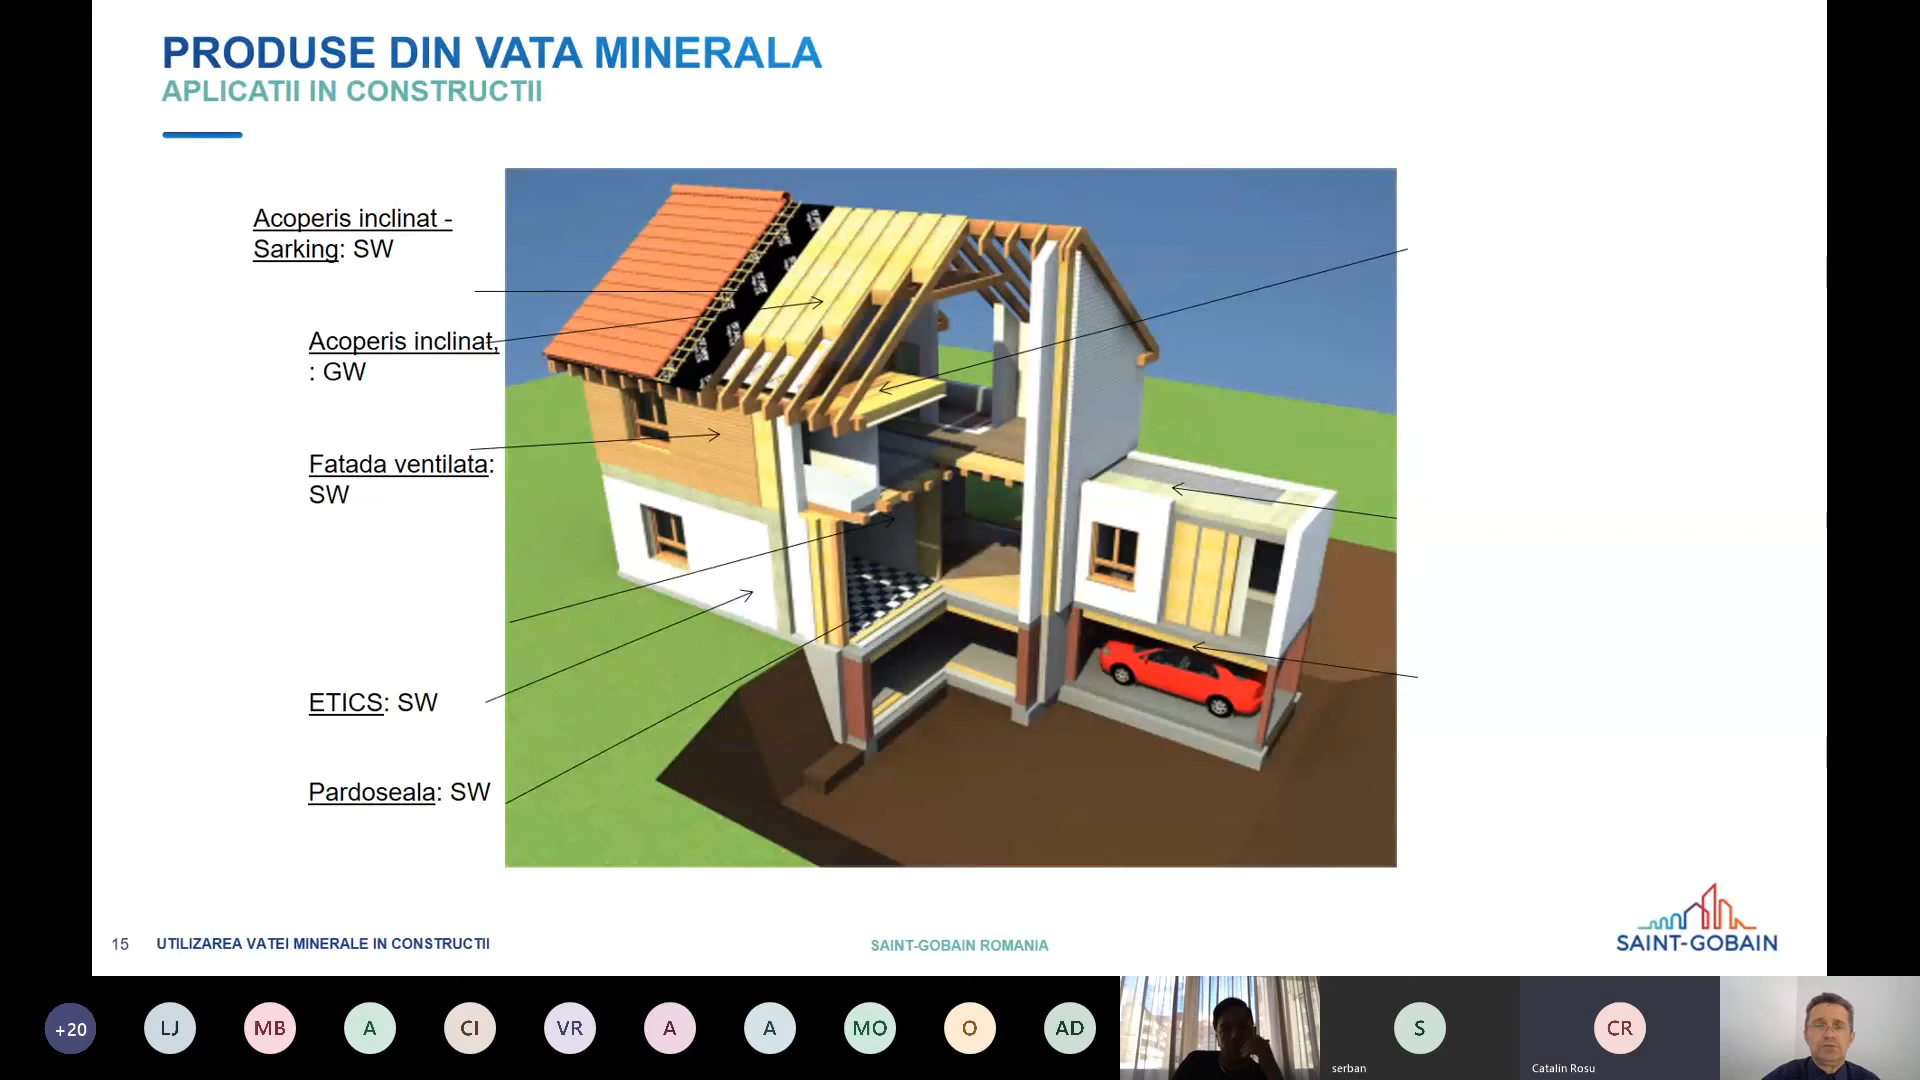 PRODUSE DIN VATA MINERALA
APLICATII IN CONSTRUCTII
Acoperis inclinat -
Sarking: SW
Acoperis inclinat,
: GW
Fatada ventilata:
SW
ETICS: SW
Pardoseala: SW
15 UTILIZAREA VATEI MINERALE IN CONSTRUCTII
SAINT-GOBAIN ROMANIA
SAINT-GOBAIN
+20
LJ
MB
A
CI
VR
A
A
MO
O
AD
S
serban
CR
Catalin Rosu